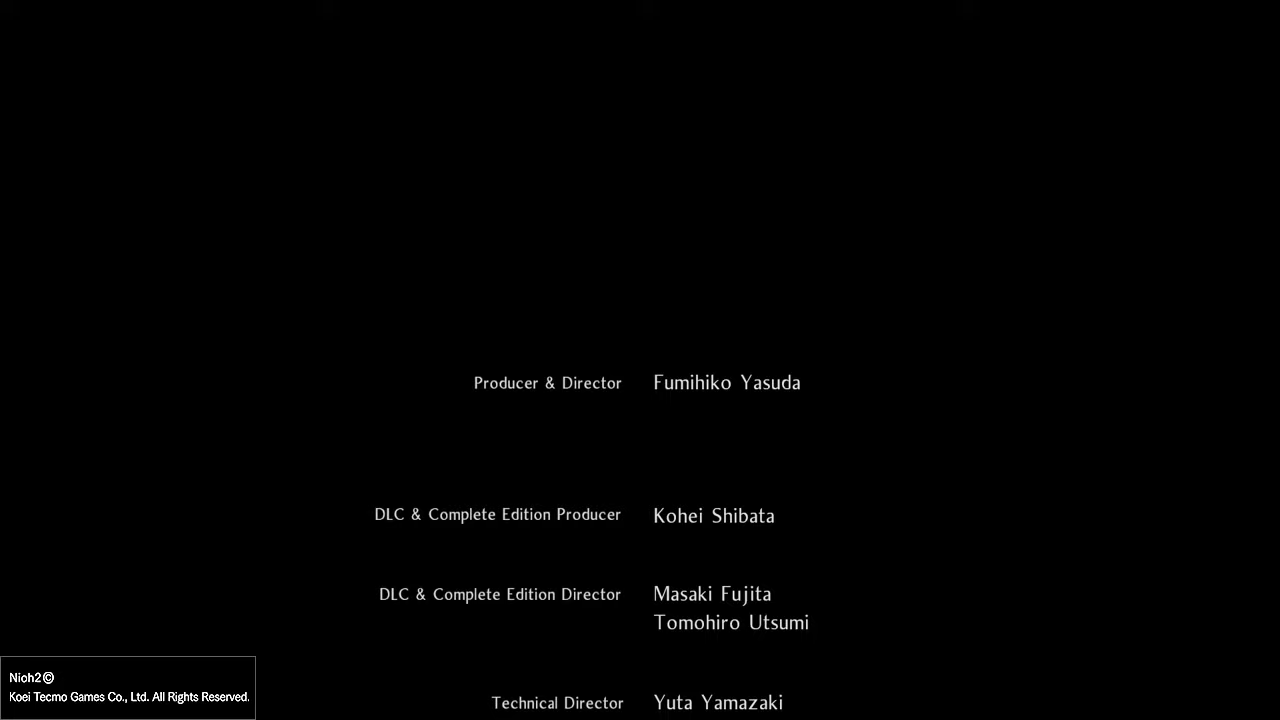 Producer & Director Fumihiko Yasuda
DLC & Complete Edition Producer Kohei Shibata
DLC & Complete Edition Director Masaki Fujita
Tomohiro Utsumi
Technical Director Yuta Yamazaki
Nioh2©
Koei Tecmo Games Co., Ltd. All Rights Reserved.